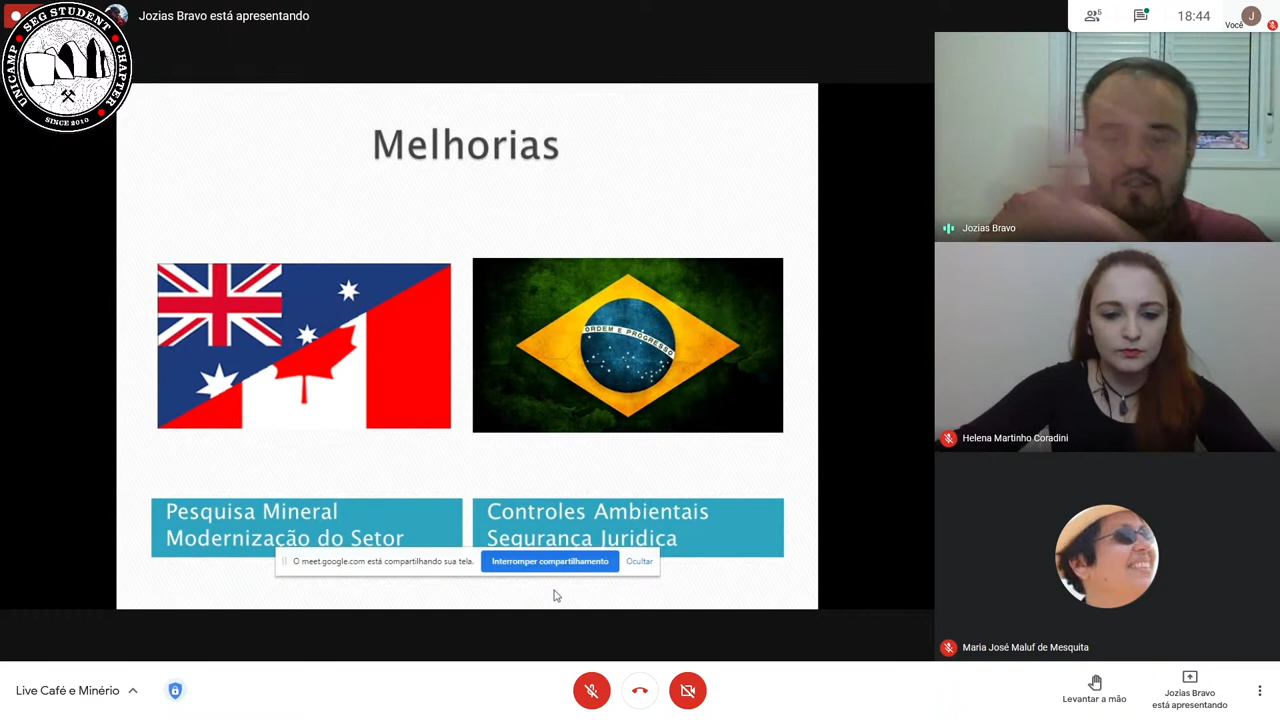 Jozias Bravo está apresentando
5
18:44
J
Você
UNICAMP SEG STUDENT CHAPTER
SINCE 2010
Melhorias
ORDEM E PROGRESSO
Pesquisa Mineral
Modernização do Setor
Controles Ambientais
Segurança Juridica
O meet.google.com está compartilhando sua tela.
Interromper compartilhamento
Ocultar
Jozias Bravo
Helena Martinho Coradini
Maria José Maluf de Mesquita
Live Café e Minério
Levantar a mão
Jozias Bravo
está apresentando